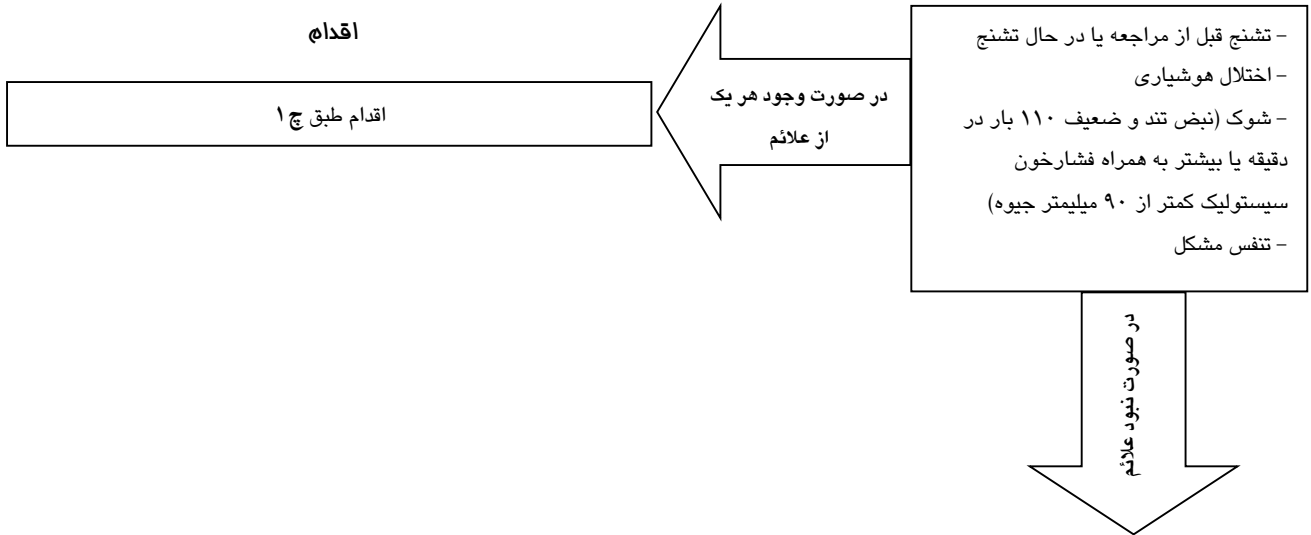 - تشنج قبل از مراجعه یا در حال تشنج
- اختلال هوشیاری
- شوک (نبض تند و ضعیف ۱۱۰ بار در
دقیقه یا بیشتر به همراه فشارخون
سیستولیک کمتر از ۹۰ میلیمتر جیوه)
- تنفس مشکل
در صورت وجود هر یک
از علائم
اقدام
اقدام طبق چ ۱
در صورت نبود علائم